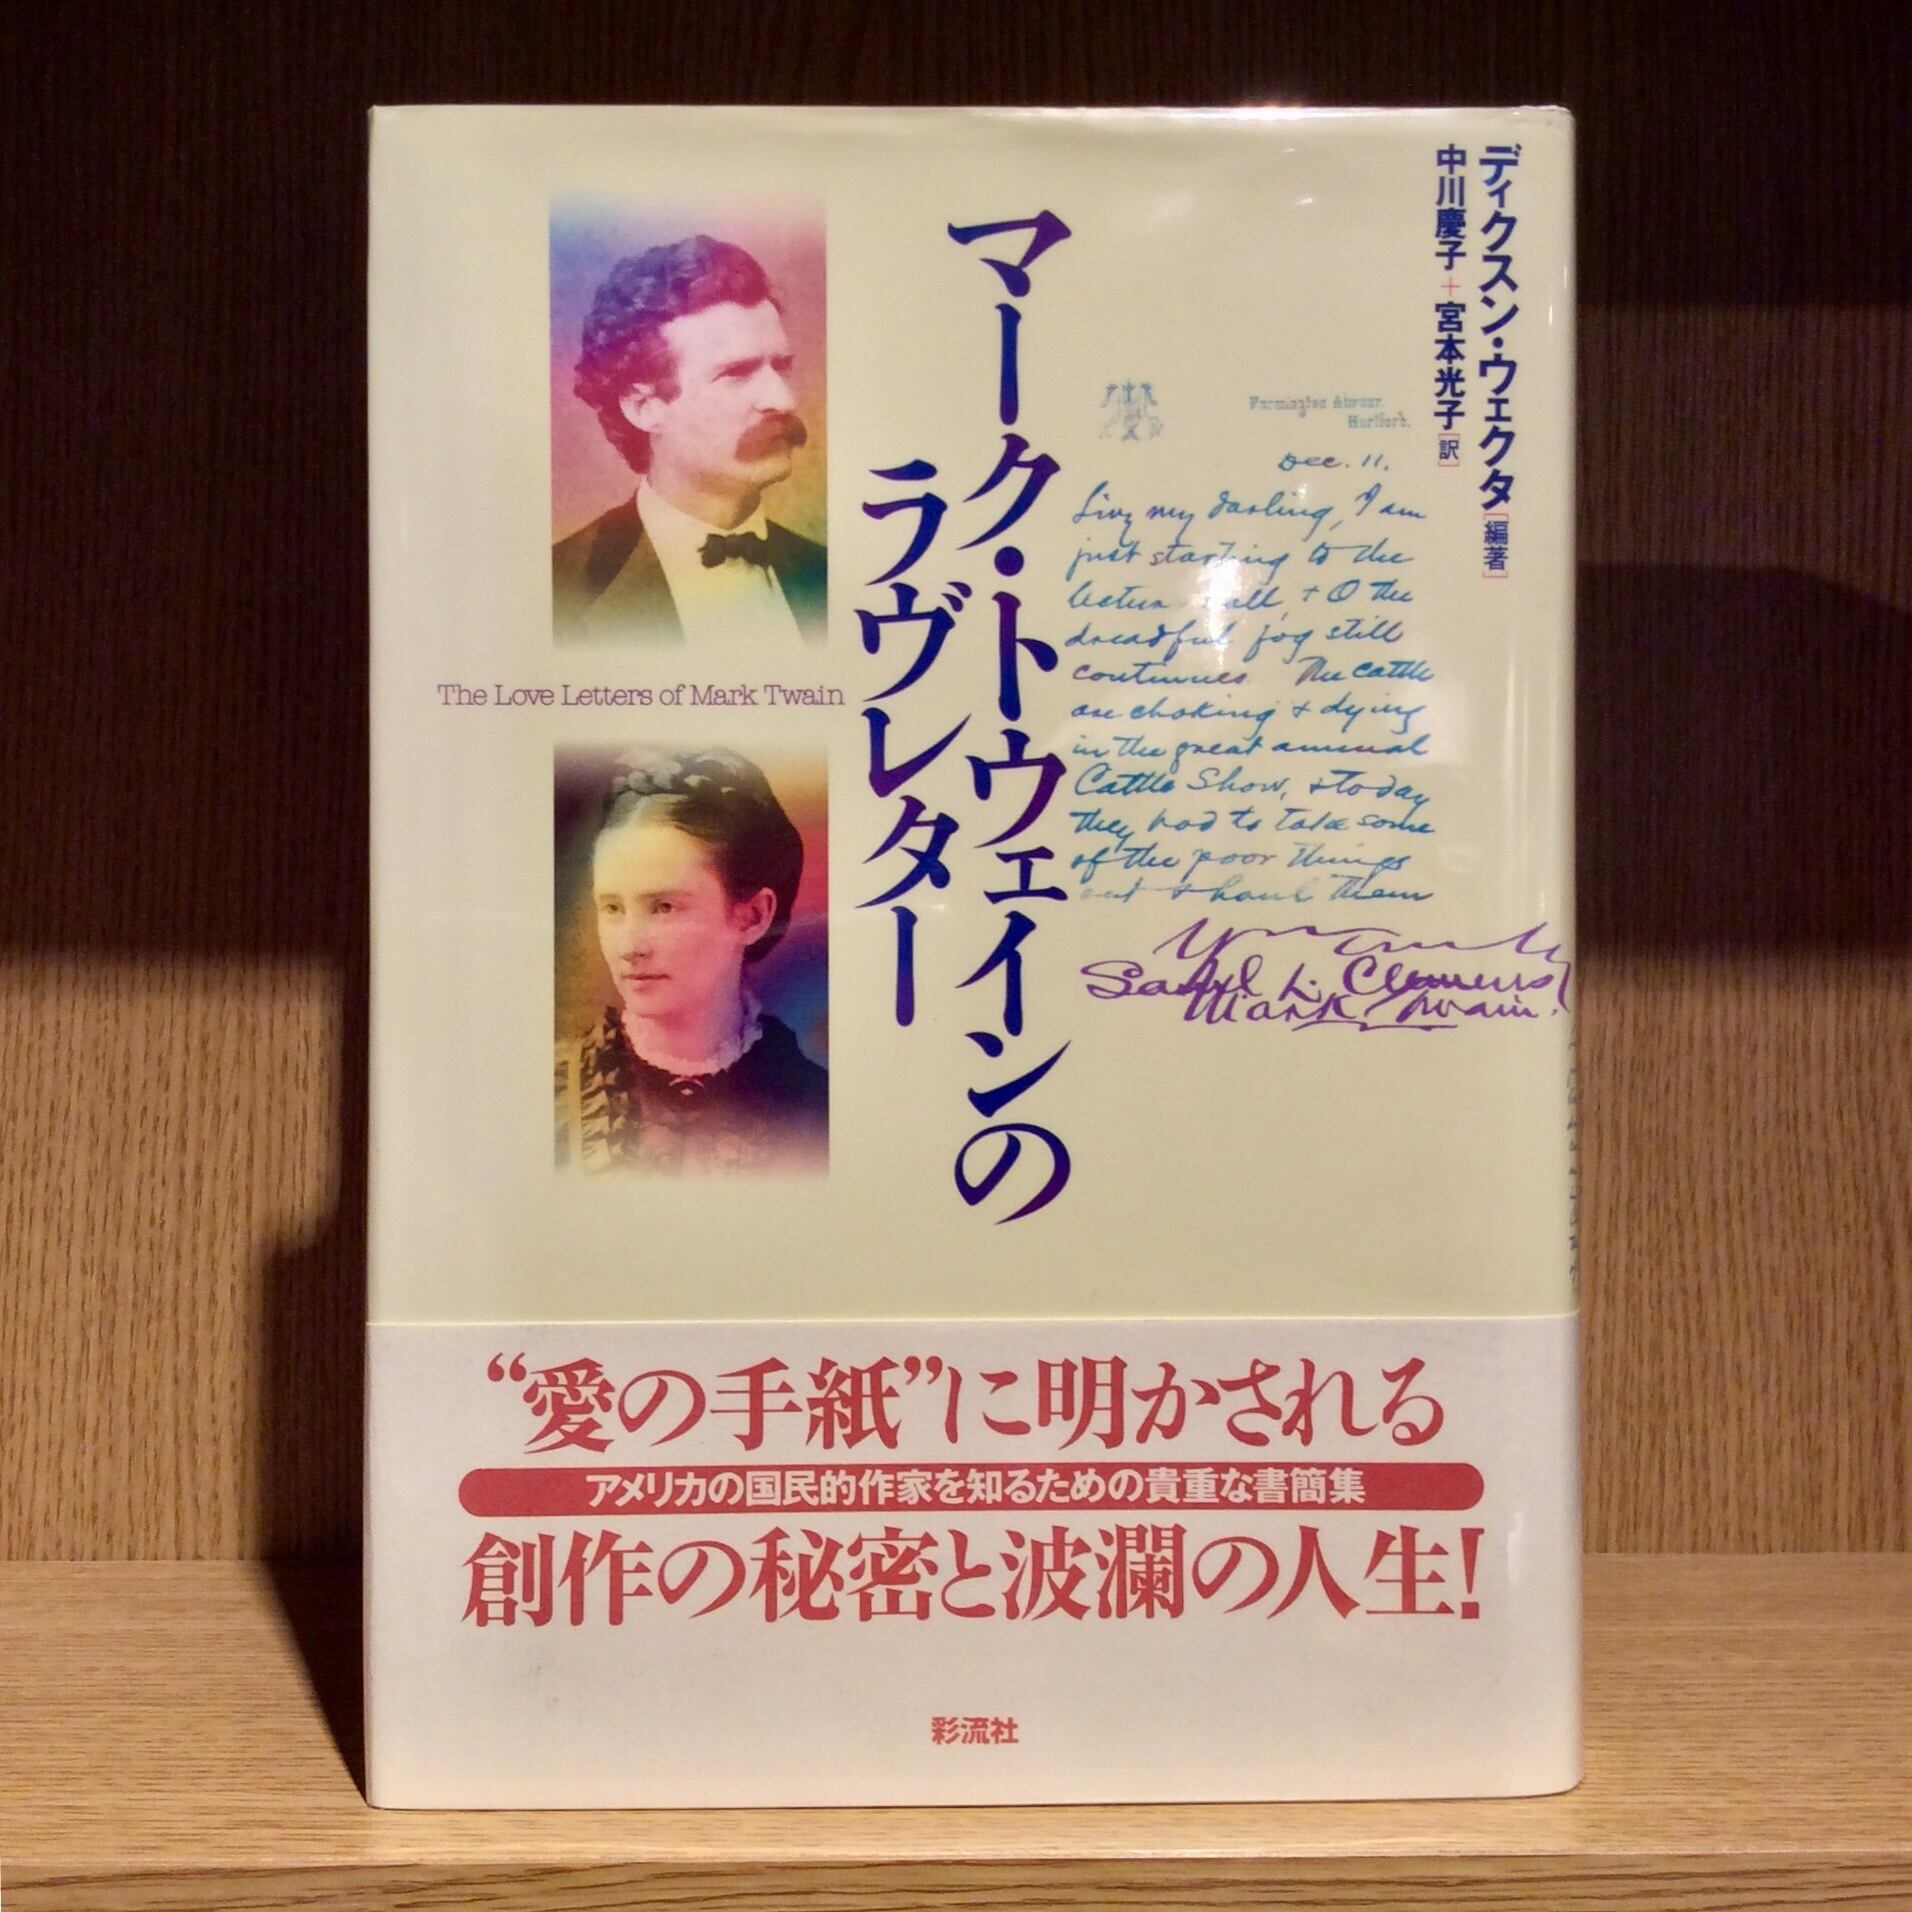 ディクスン・ウェクタ[編著]
中川慶子+宮本光子[訳]
マーク・トウェインの
ラヴレター
The Love Letters of Mark Twain
Farmington Avenue,
Hartford.
Dec. 11.
Livy my darling, I am
just starting to the
lecture hall, & O the
dreadful fog still
continues. The cattle
are choking & dying
in the great annual
Cattle Show, & today
they had to take some
of the poor things
out & haul them
Saml L. Clemens
Mark Twain.
“愛の手紙”に明かされる
アメリカの国民的作家を知るための貴重な書簡集
創作の秘密と波瀾の人生!
彩流社